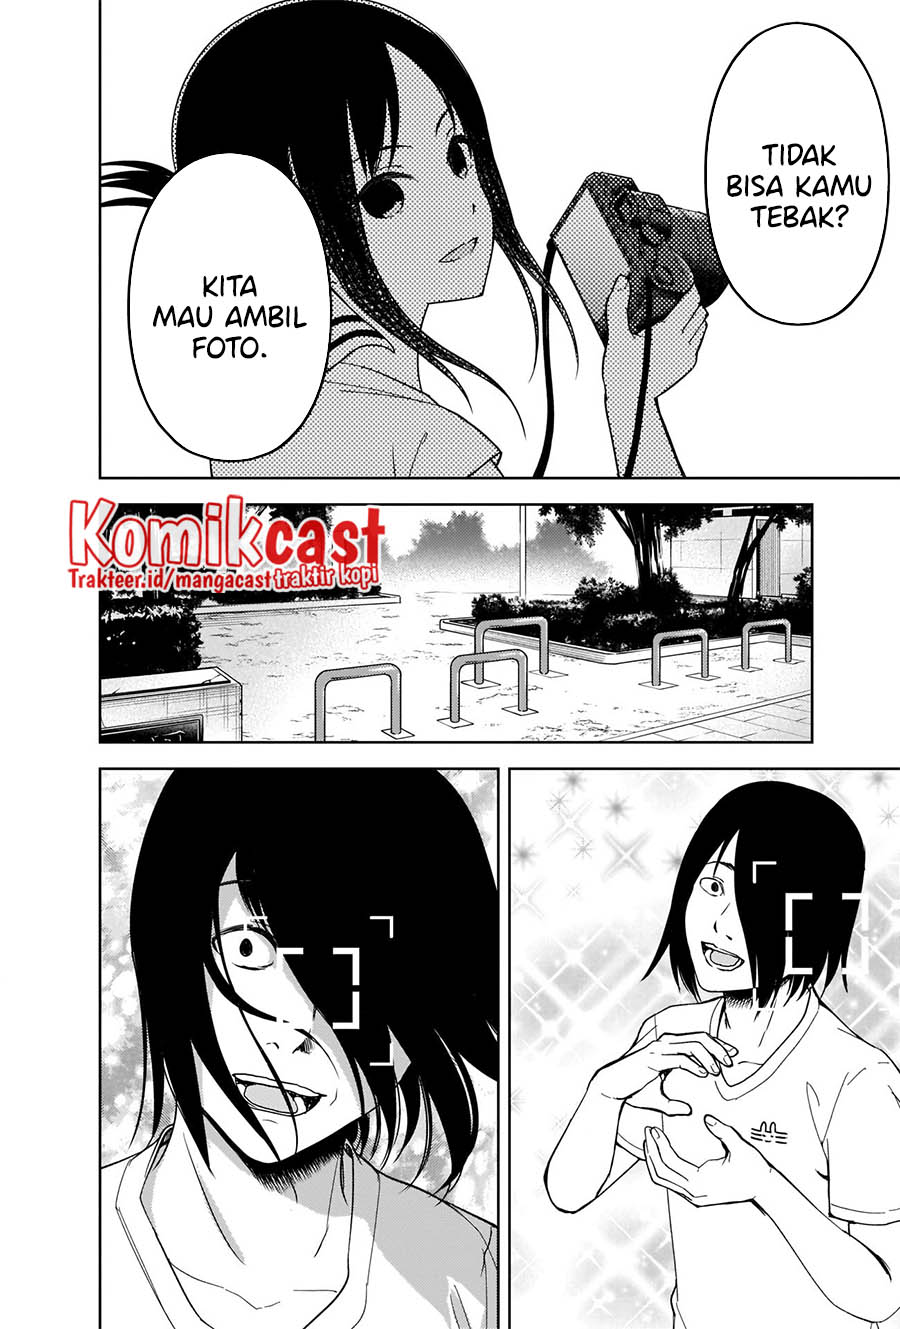 TIDAK
BISA KAMU
TEBAK?
KITA
MAU AMBIL
FOTO.
Komikcast
Trakteer.id/mangacast traktir kopi